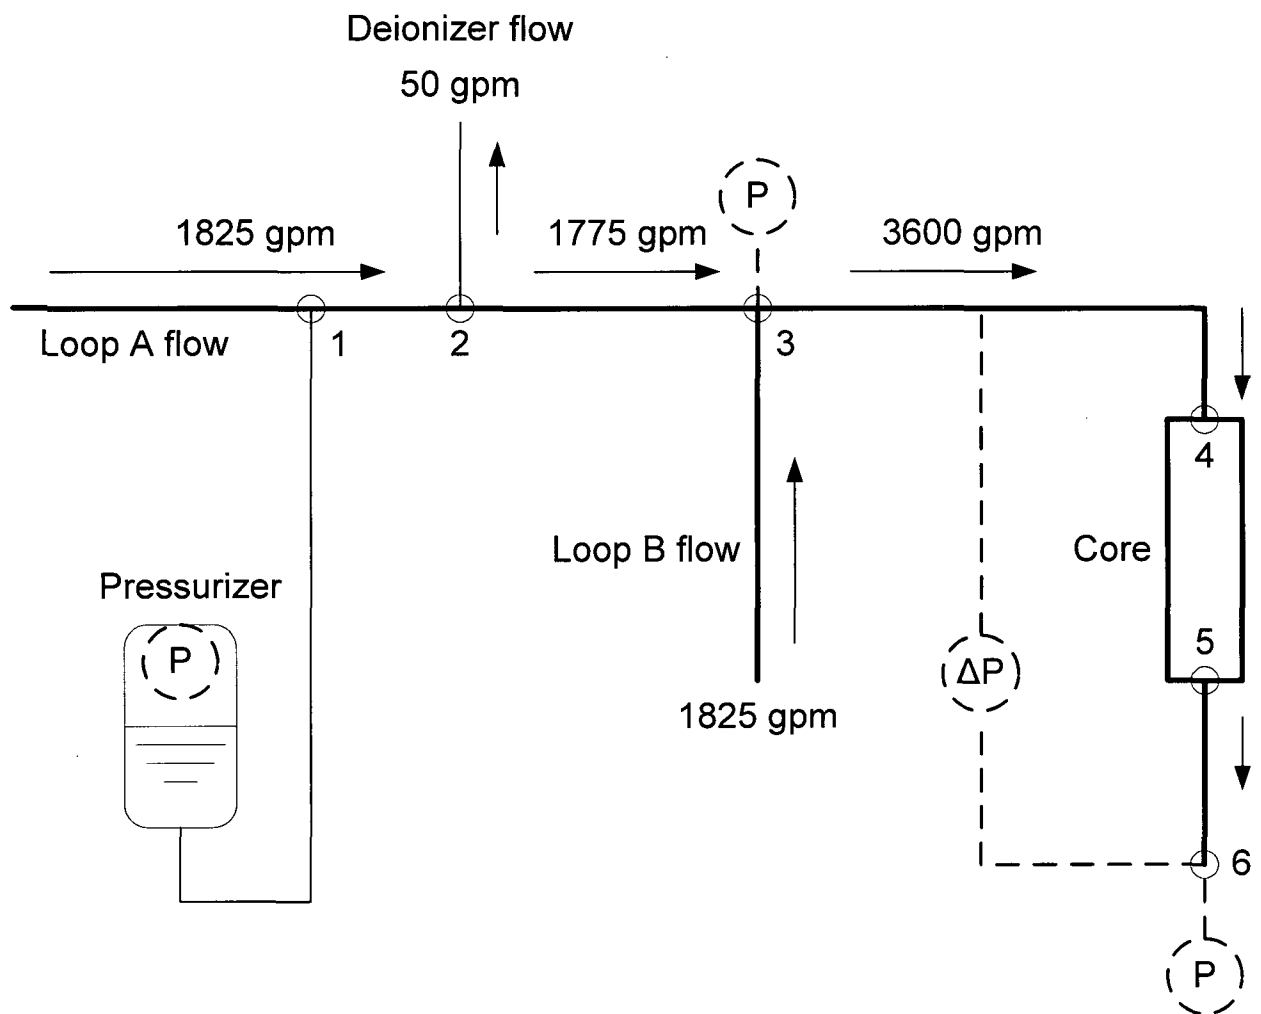 Deionizer flow
50 gpm
P
1825 gpm
1775 gpm
3600 gpm
Loop A flow
1
2
3
4
Loop B flow
Core
Pressurizer
5
P
ΔP
1825 gpm
6
P